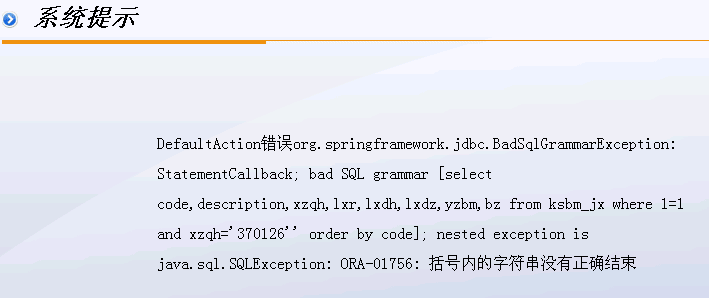 系统提示
DefaultAction错误org.springframework.jdbc.BadSqlGrammarException:
StatementCallback; bad SQL grammar [select
code,description,xzqh,lxr,lxdh,lxdz,yzbm,bz from ksbm_jx where 1=1
and xzqh='370126'' order by code]; nested exception is
java.sql.SQLException: ORA-01756: 括号内的字符串没有正确结束